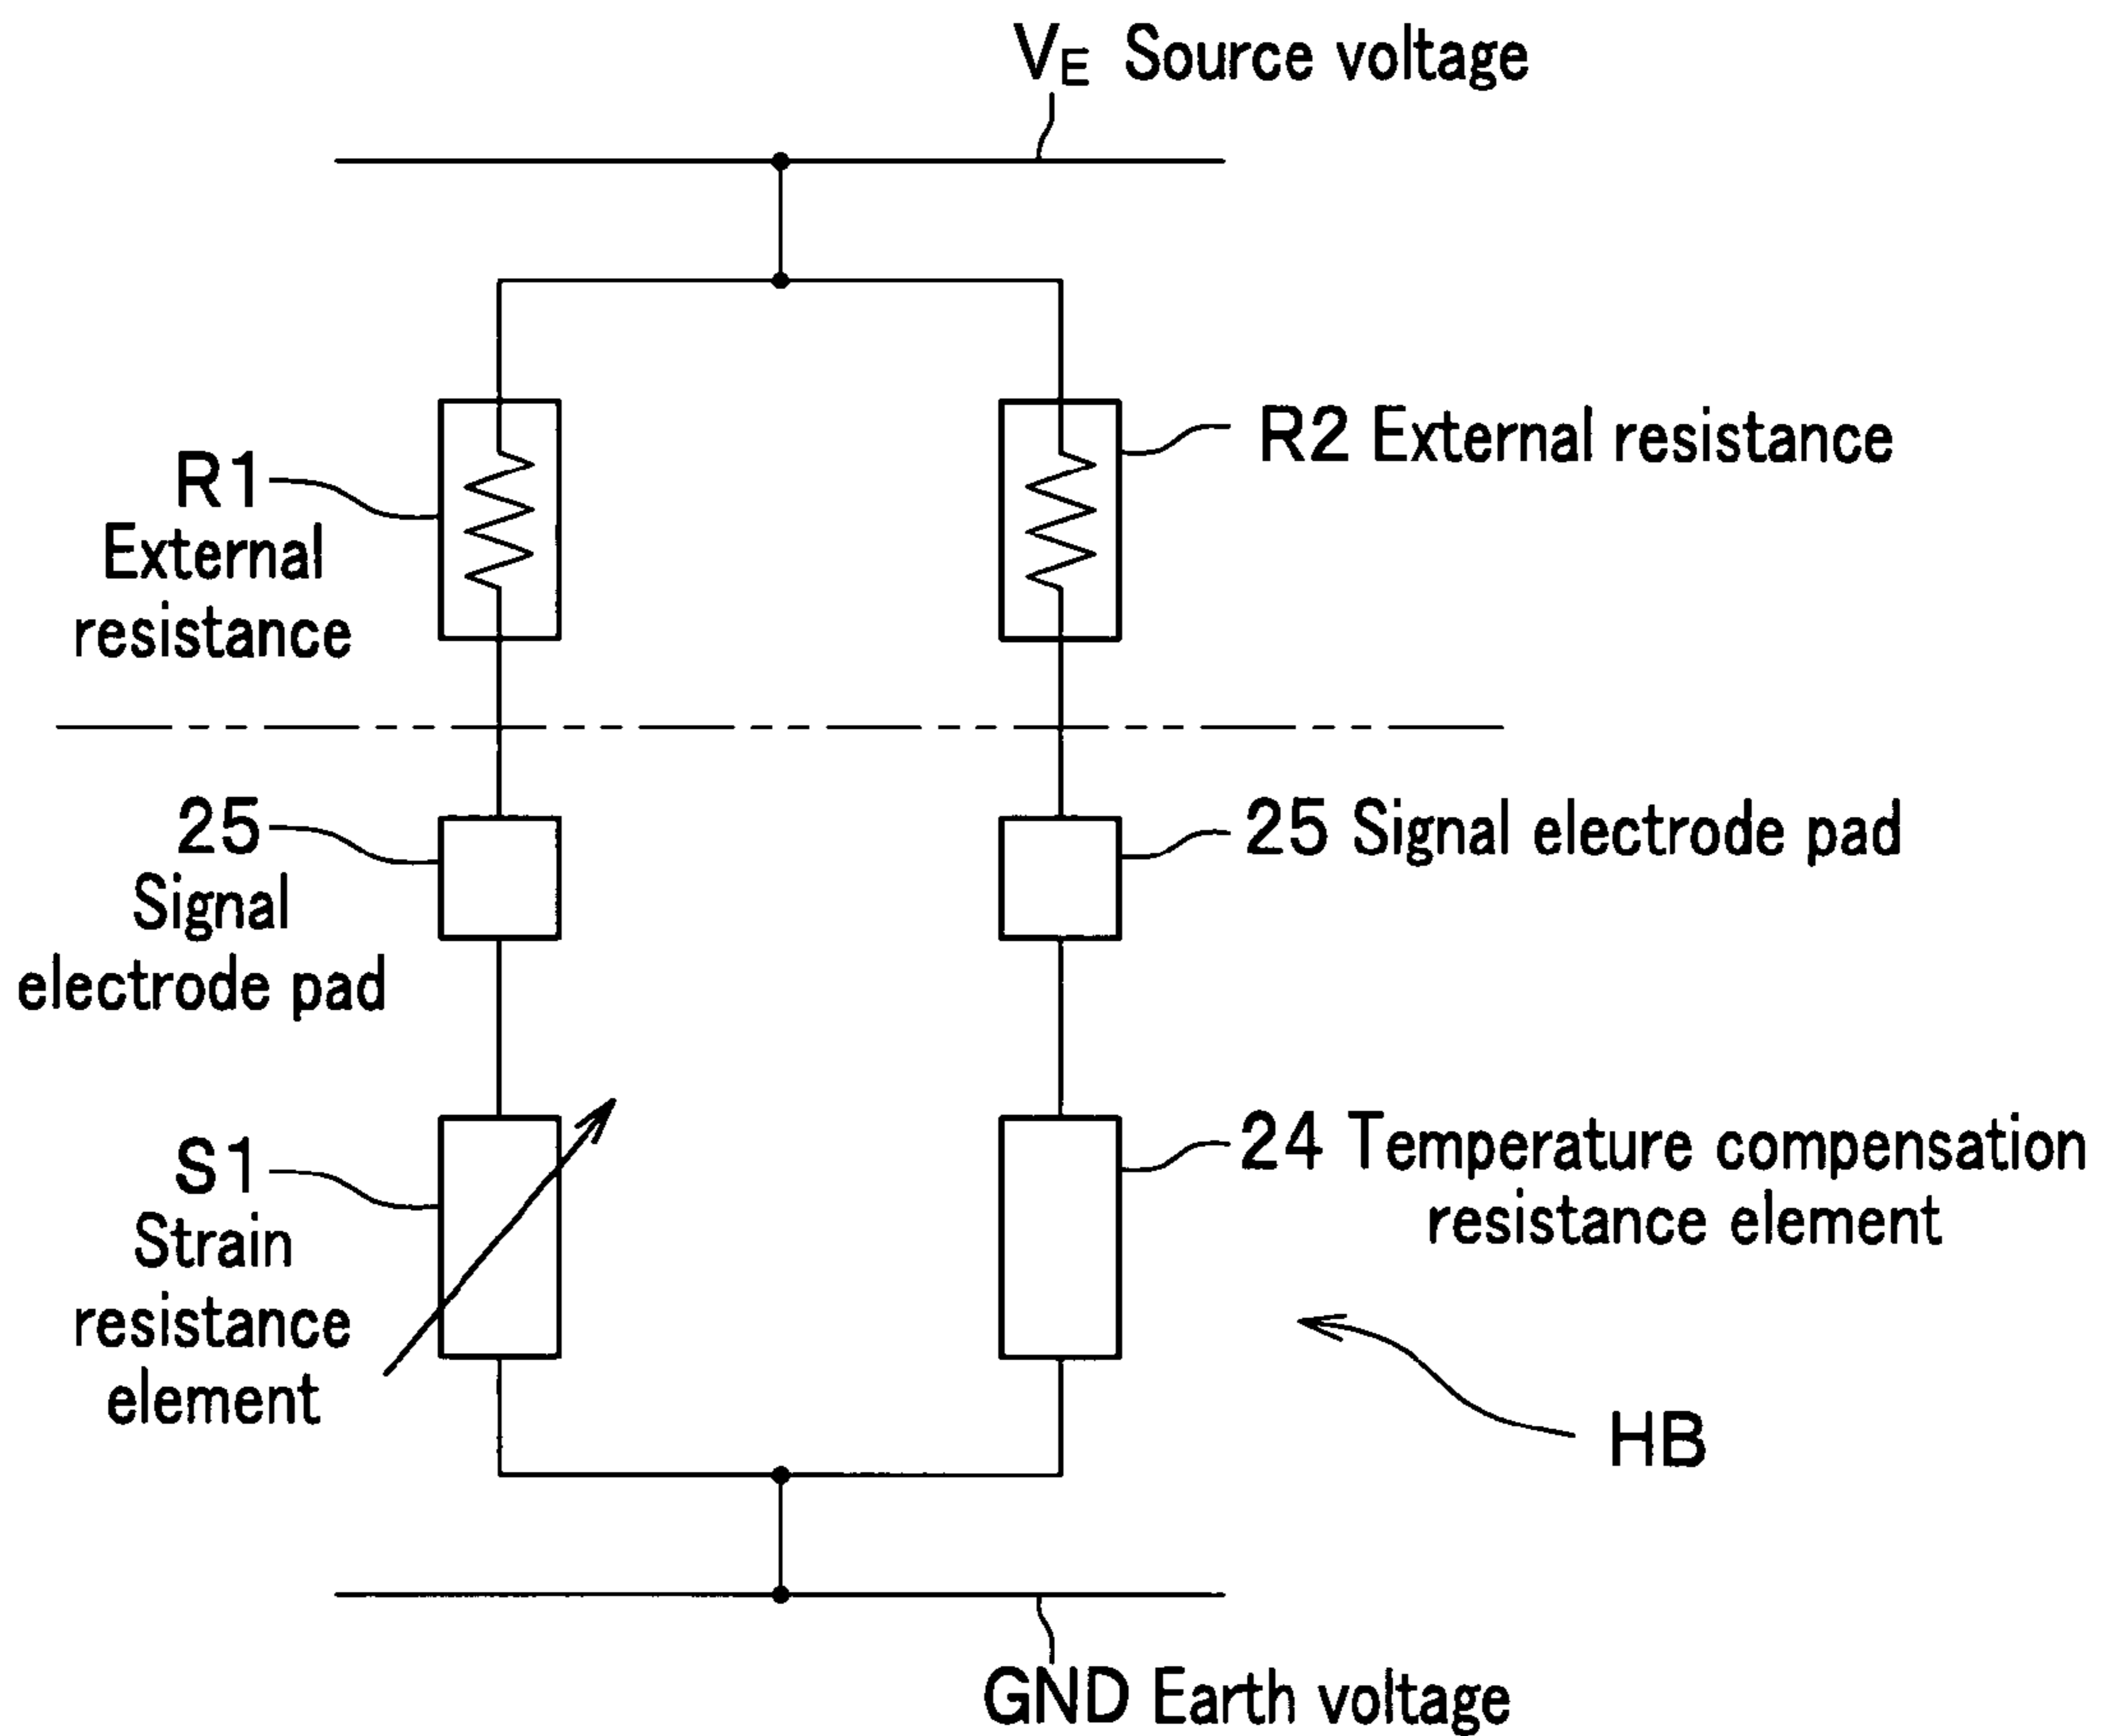 VE Source voltage
R1
External
resistance
R2 External resistance
25
Signal
electrode pad
25 Signal electrode pad
S1
Strain
resistance
element
24 Temperature compensation
resistance element
HB
GND Earth voltage